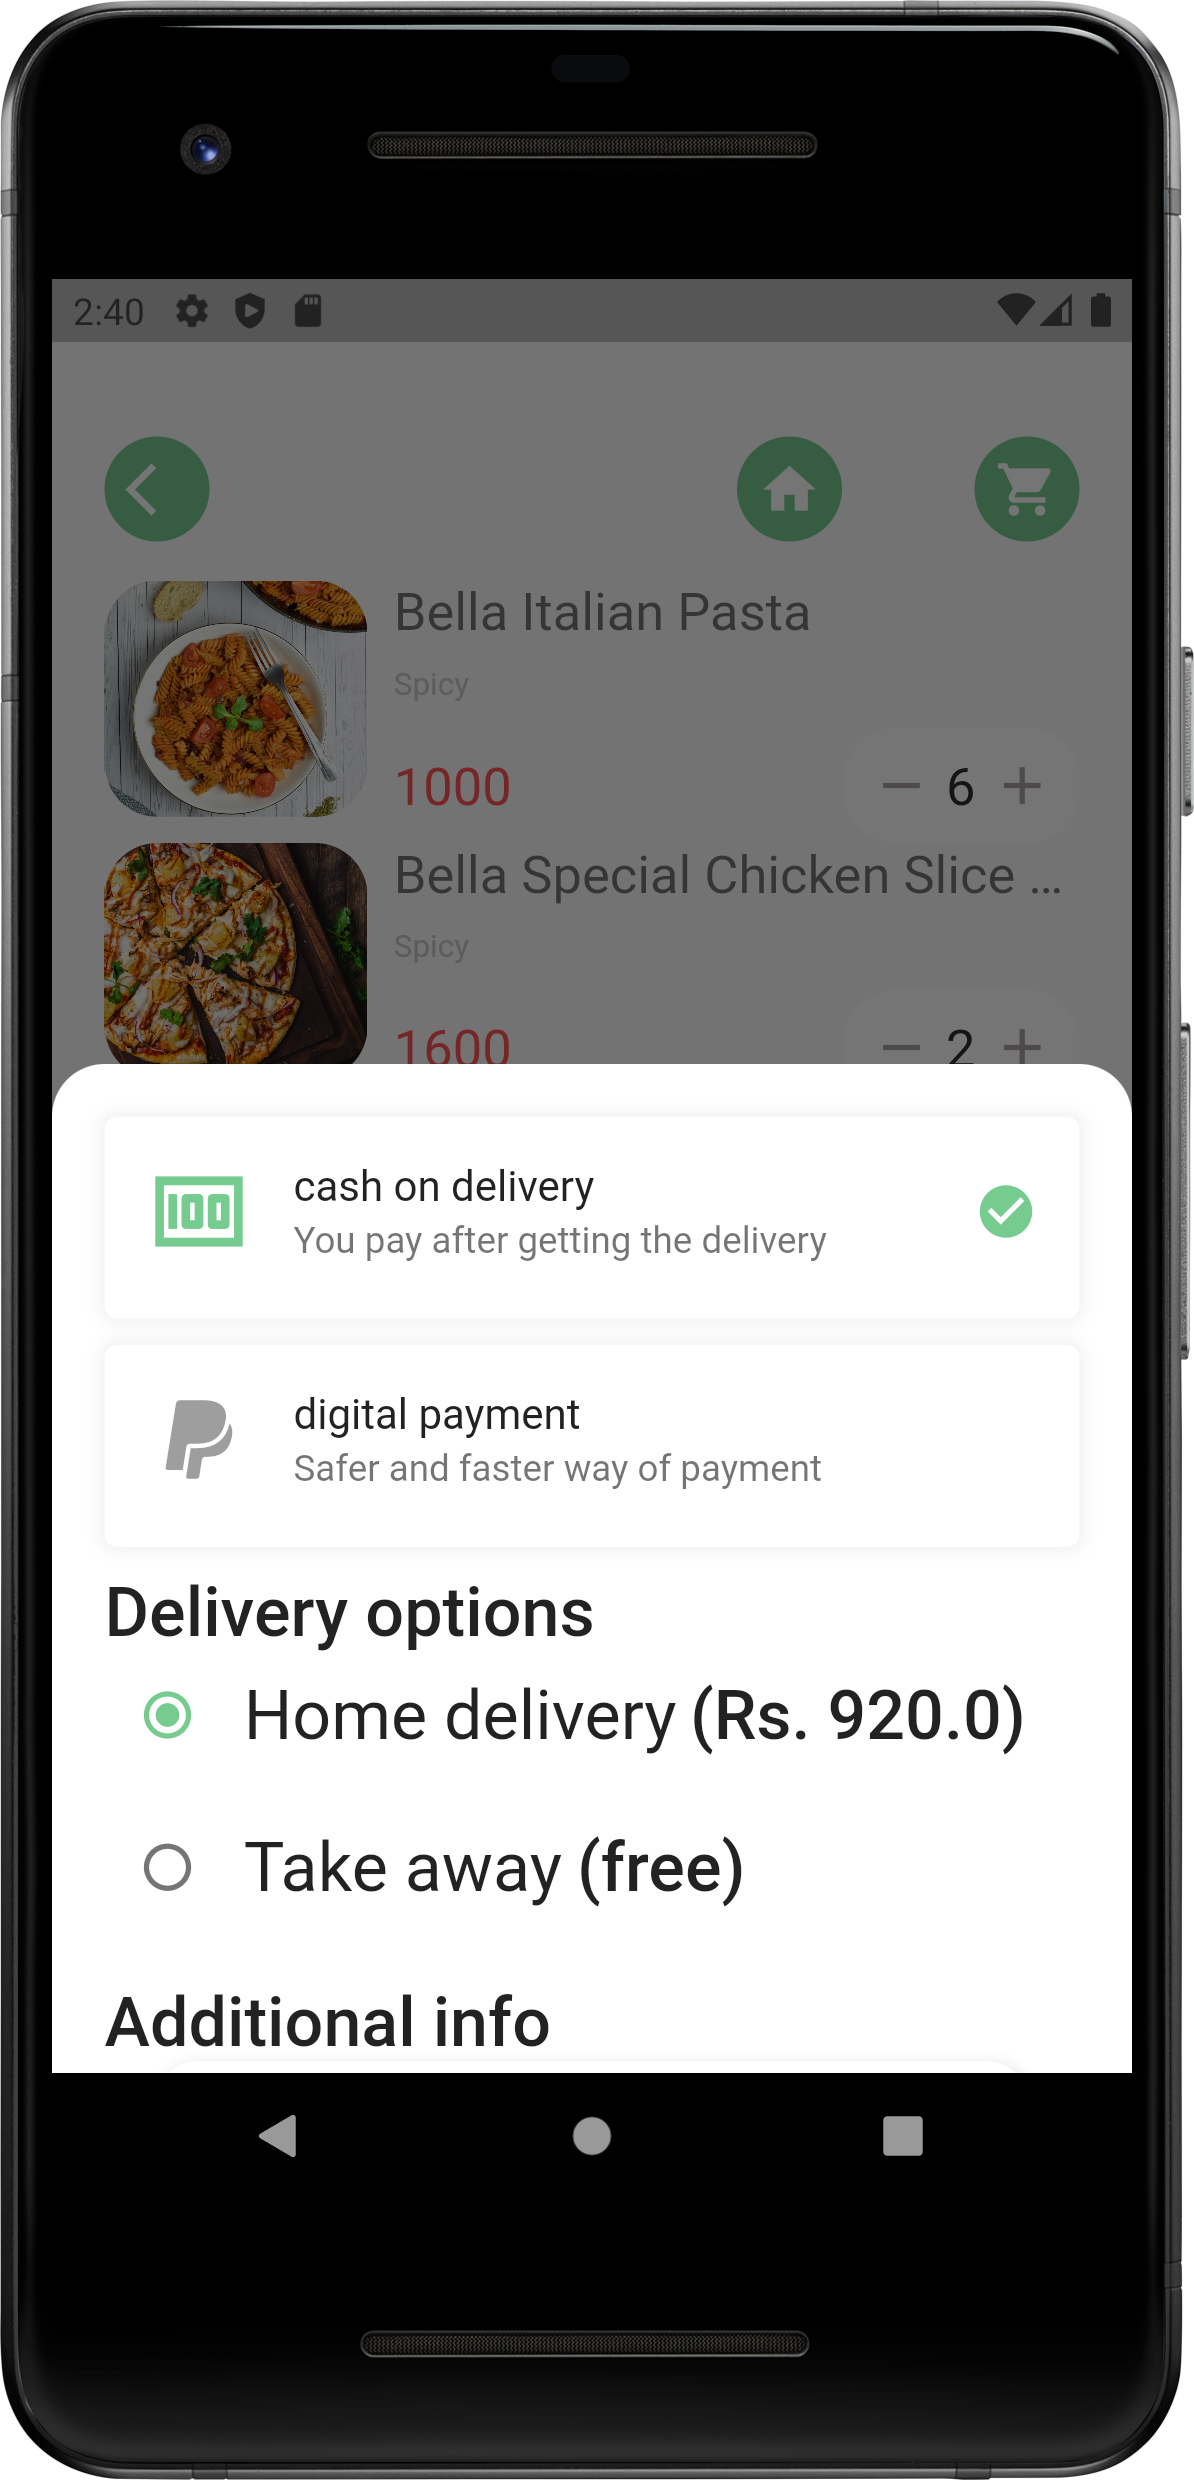 2:40
Bella Italian Pasta
Spicy
1000
6
Bella Special Chicken Slice ...
Spicy
1600
2
100
cash on delivery
You pay after getting the delivery
digital payment
Safer and faster way of payment
Delivery options
Home delivery (Rs. 920.0)
Take away (free)
Additional info